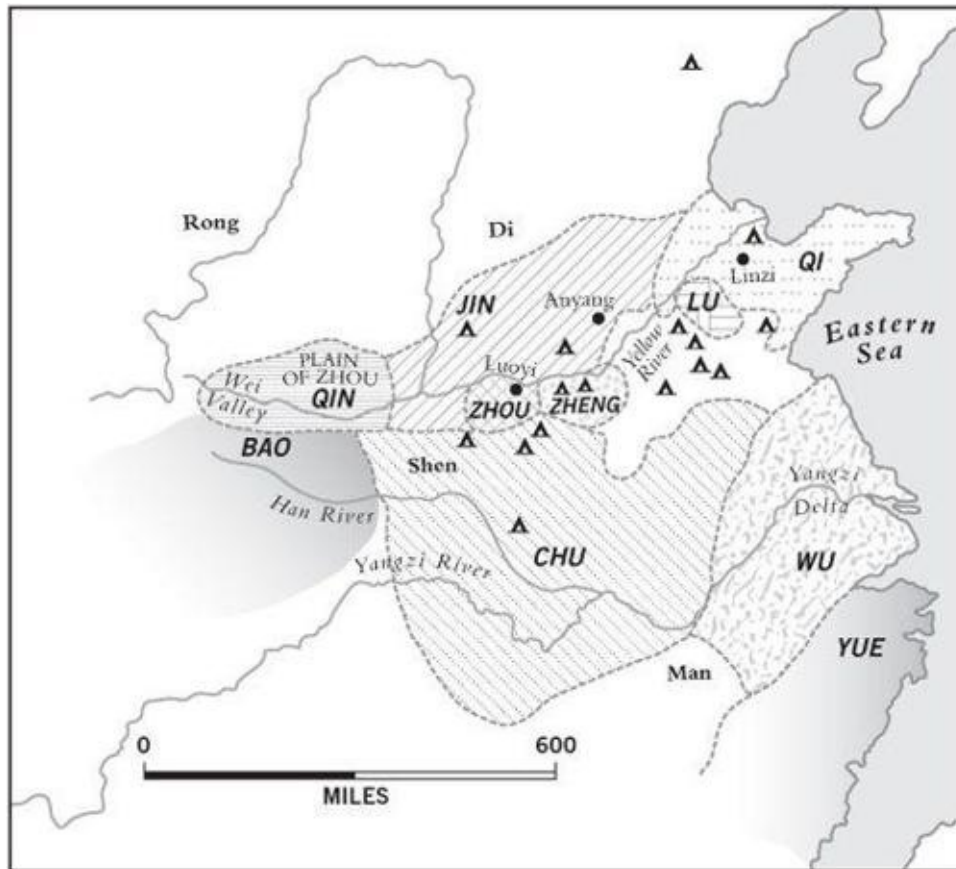 Rong
Di
QI
Linzi
LU
JIN
Anyang
Eastern
Sea
Yellow
River
PLAIN
OF ZHOU
Luoyi
Wei
Valley
QIN
ZHOU
ZHENG
BAO
Shen
Han River
Yangzi
Delta
CHU
Yangzi River
WU
YUE
Man
0
600
MILES